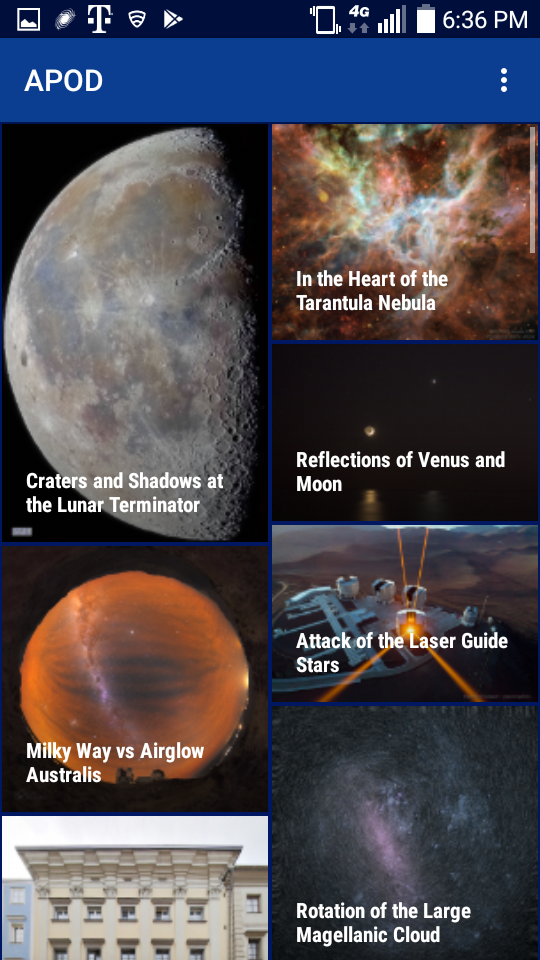 4G
6:36 PM
APOD
Craters and Shadows at
the Lunar Terminator
In the Heart of the
Tarantula Nebula
Reflections of Venus and
Moon
Attack of the Laser Guide
Stars
Milky Way vs Airglow
Australis
Rotation of the Large
Magellanic Cloud